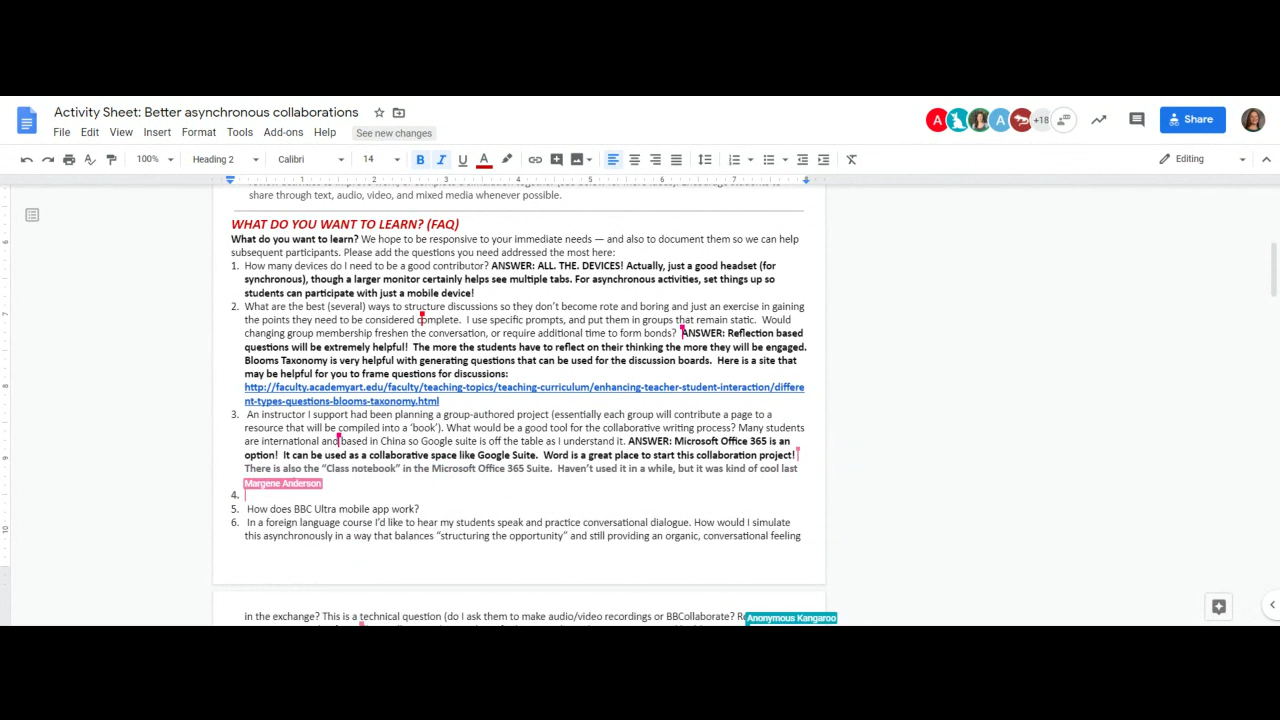 Activity Sheet: Better asynchronous collaborations
A A +18 Share
File Edit View Insert Format Tools Add-ons Help See new changes
100% Heading 2 Calibri 14 B I U A Editing
1 2 3 4 5 6 7
share through text, audio, video, and mixed media whenever possible.
WHAT DO YOU WANT TO LEARN? (FAQ)
What do you want to learn? We hope to be responsive to your immediate needs — and also to document them so we can help
subsequent participants. Please add the questions you need addressed the most here:
1. How many devices do I need to be a good contributor? ANSWER: ALL. THE. DEVICES! Actually, just a good headset (for
synchronous), though a larger monitor certainly helps see multiple tabs. For asynchronous activities, set things up so
students can participate with just a mobile device!
2. What are the best (several) ways to structure discussions so they don't become rote and boring and just an exercise in gaining
the points they need to be considered complete. I use specific prompts, and put them in groups that remain static. Would
changing group membership freshen the conversation, or require additional time to form bonds? ANSWER: Reflection based
questions will be extremely helpful! The more the students have to reflect on their thinking the more they will be engaged.
Blooms Taxonomy is very helpful with generating questions that can be used for the discussion boards. Here is a site that
may be helpful for you to frame questions for discussions:
http://faculty.academyart.edu/faculty/teaching-topics/teaching-curriculum/enhancing-teacher-student-interaction/differe
nt-types-questions-blooms-taxonomy.html
3. An instructor I support had been planning a group-authored project (essentially each group will contribute a page to a
resource that will be compiled into a 'book'). What would be a good tool for the collaborative writing process? Many students
are international and based in China so Google suite is off the table as I understand it. ANSWER: Microsoft Office 365 is an
option! It can be used as a collaborative space like Google Suite. Word is a great place to start this collaboration project!
There is also the "Class notebook" in the Microsoft Office 365 Suite. Haven't used it in a while, but it was kind of cool last
Margene Anderson
4.
5. How does BBC Ultra mobile app work?
6. In a foreign language course I'd like to hear my students speak and practice conversational dialogue. How would I simulate
this asynchronously in a way that balances "structuring the opportunity" and still providing an organic, conversational feeling
in the exchange? This is a technical question (do I ask them to make audio/video recordings or BBCollaborate?
Anonymous Kangaroo